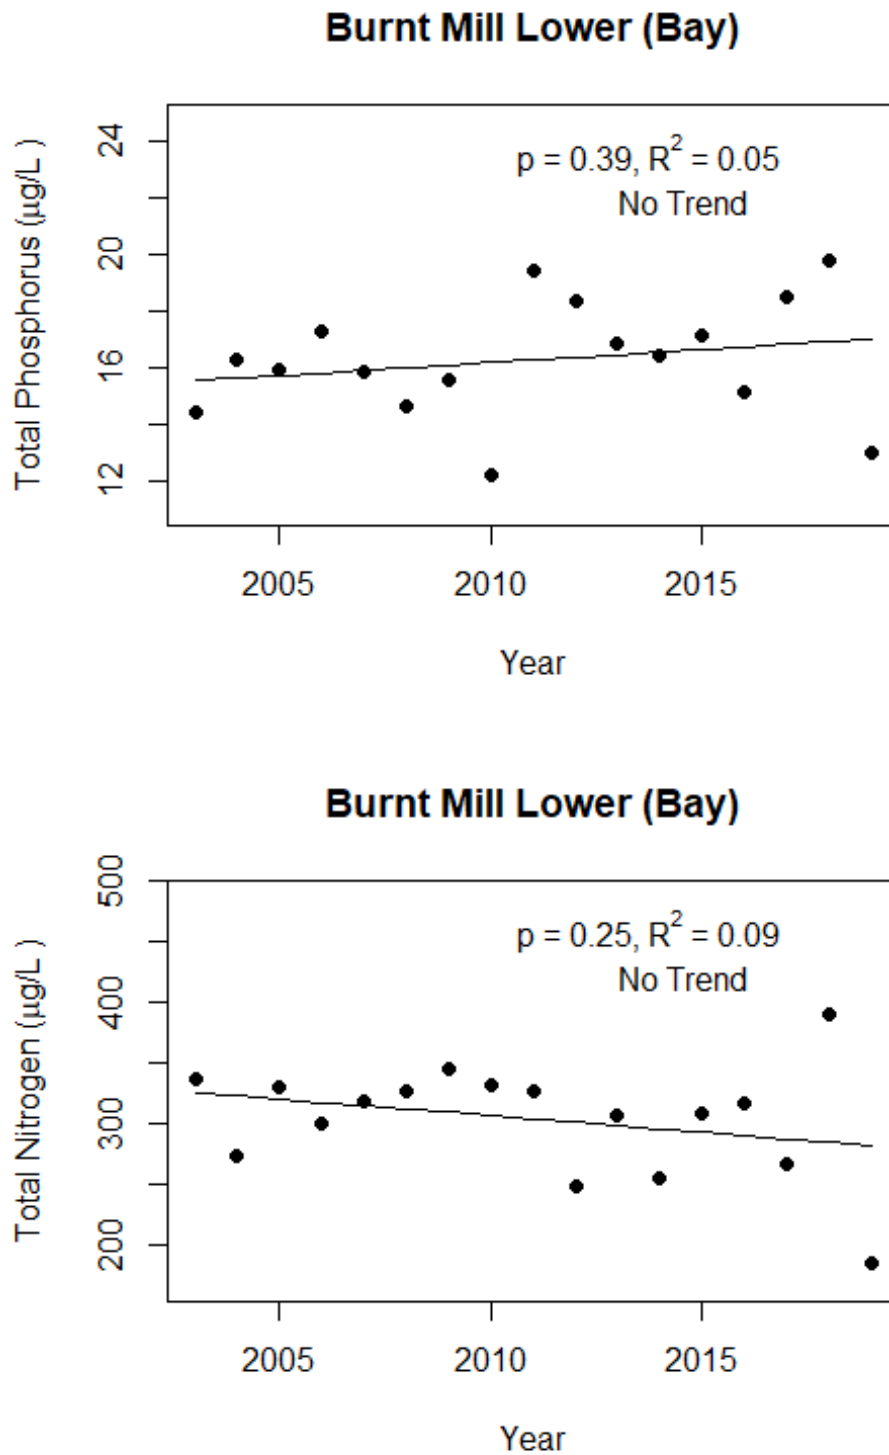 Burnt Mill Lower (Bay)
p = 0.39, R² = 0.05
No Trend
Total Phosphorus (µg/L )
24
20
16
12
2005 2010 2015
Year
Burnt Mill Lower (Bay)
p = 0.25, R² = 0.09
No Trend
Total Nitrogen (µg/L )
500
400
300
200
2005 2010 2015
Year